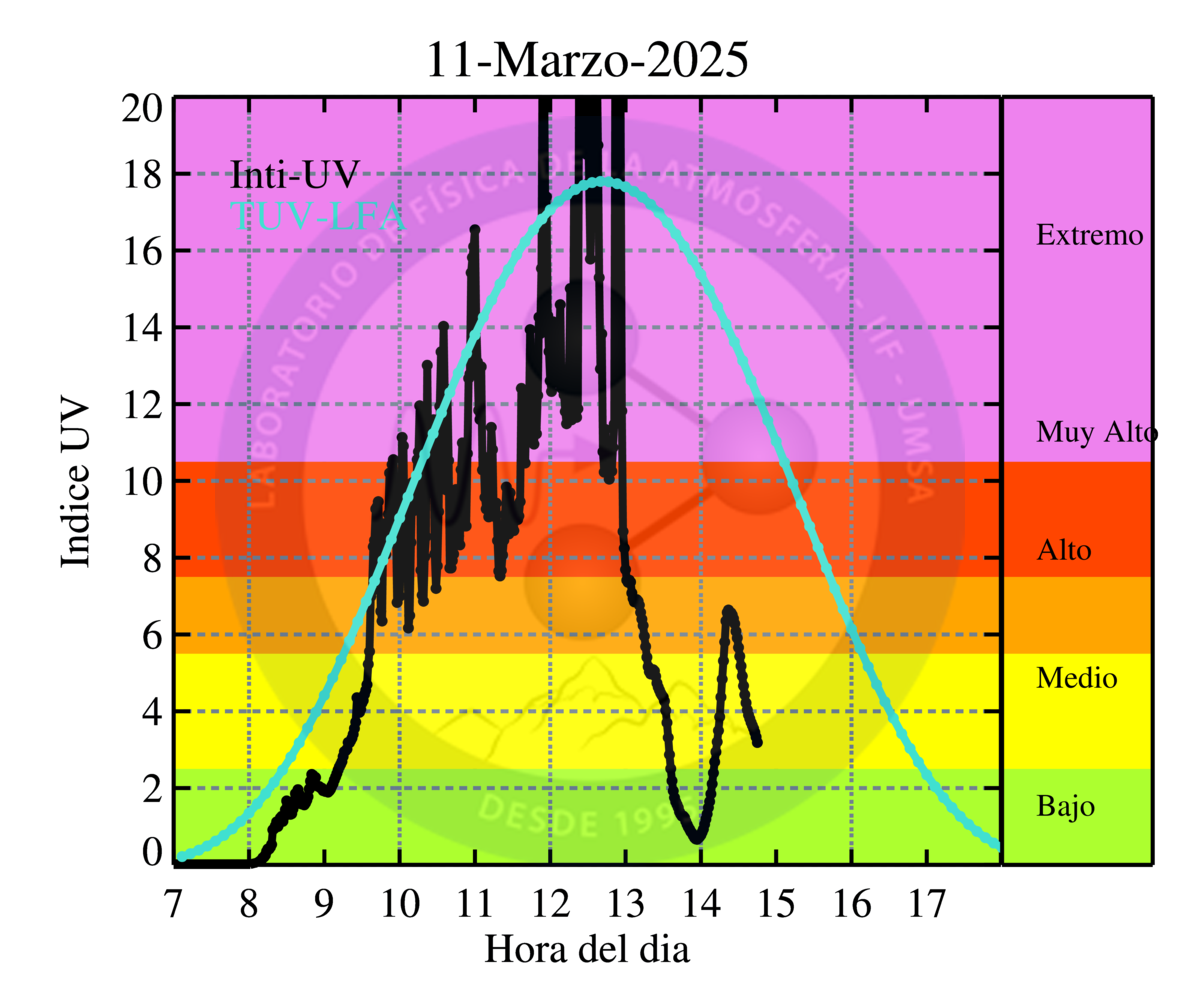 11-Marzo-2025
20
18
16
14
12
10
8
6
4
2
0
Indice UV
Inti-UV
TUV-LFA
LABORATORIO DE FÍSICA DE LA ATMÓSFERA - IIF - UMSA
DESDE 1995
Extremo
Muy Alto
Alto
Medio
Bajo
7 8 9 10 11 12 13 14 15 16 17
Hora del dia